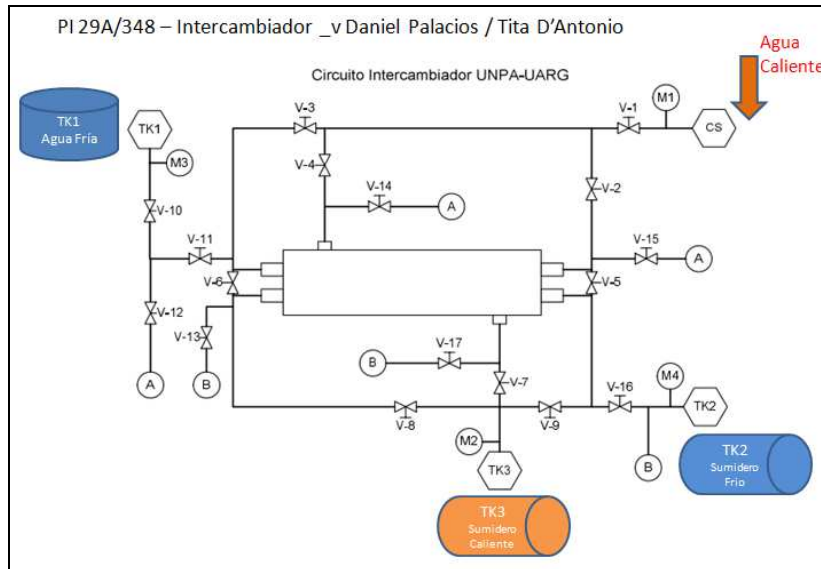 PI 29A/348 – Intercambiador _v Daniel Palacios / Tita D'Antonio
Agua
Caliente
Circuito Intercambiador UNPA-UARG
TK1
Agua Fría
TK1
M3
V-3
V-1
M1
CS
V-4
V-14
A
V-2
V-10
V-11
V-15
A
V-6
V-5
V-12
V-13
A
B
V-17
B
V-7
V-16
M4
TK2
V-8
V-9
M2
B
TK3
TK2
Sumidero
Frio
TK3
Sumidero
Caliente